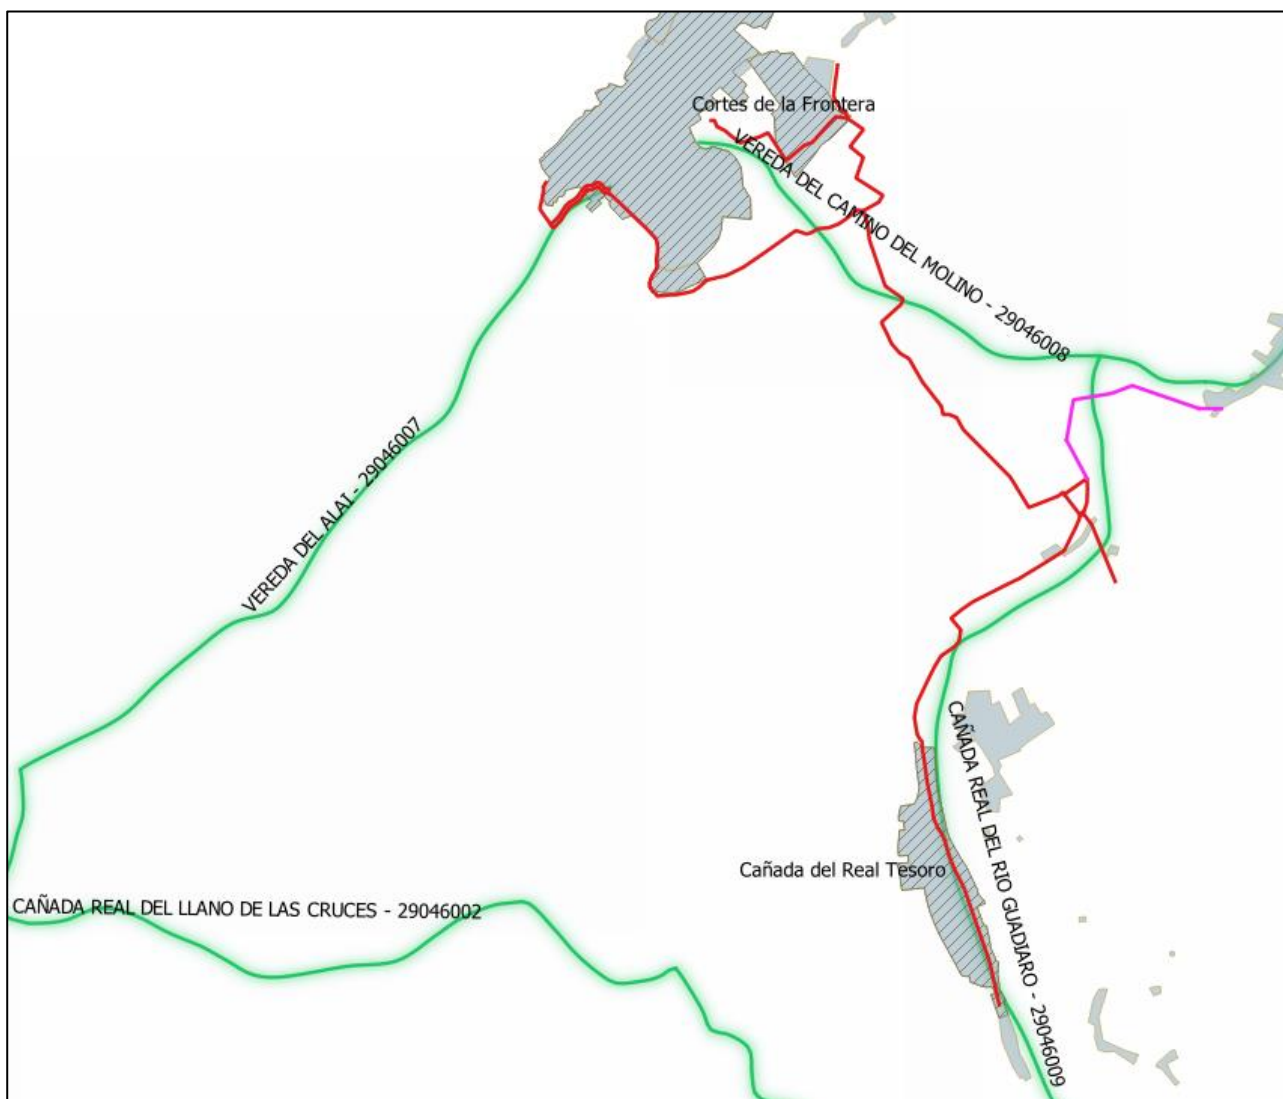 Cortes de la Frontera
VEREDA DEL CAMINO DEL MOLINO - 29046008
VEREDA DEL ALAI - 29046007
CAÑADA REAL DEL RIO GUADIARO - 29046009
Cañada del Real Tesoro
CAÑADA REAL DEL LLANO DE LAS CRUCES - 29046002